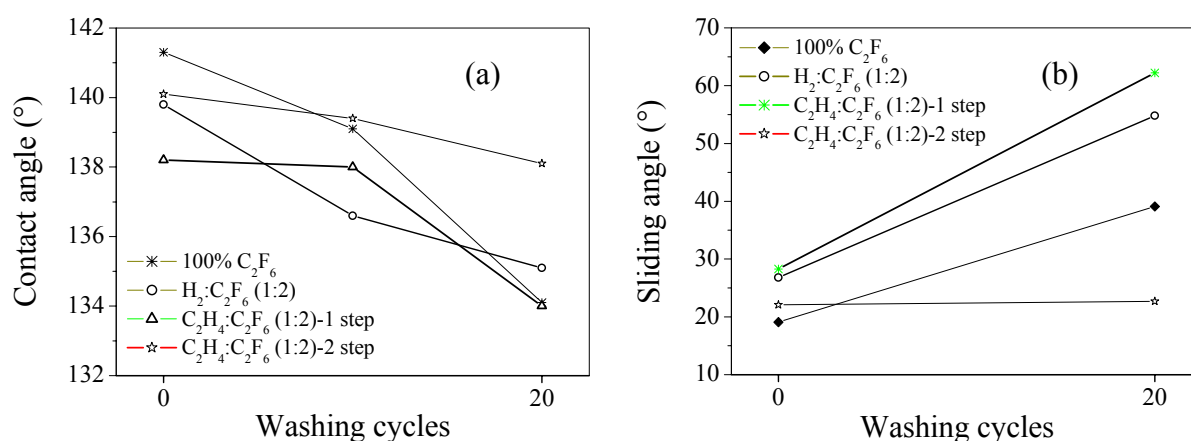 142
140
138
136
134
132
Contact angle (°)
(a)
100% C₂F₆
H₂:C₂F₆ (1:2)
C₂H₄:C₂F₆ (1:2)-1 step
C₂H₄:C₂F₆ (1:2)-2 step
0
20
Washing cycles
70
60
50
40
30
20
10
Sliding angle (°)
(b)
100% C₂F₆
H₂:C₂F₆ (1:2)
C₂H₄:C₂F₆ (1:2)-1 step
C₂H₄:C₂F₆ (1:2)-2 step
0
20
Washing cycles